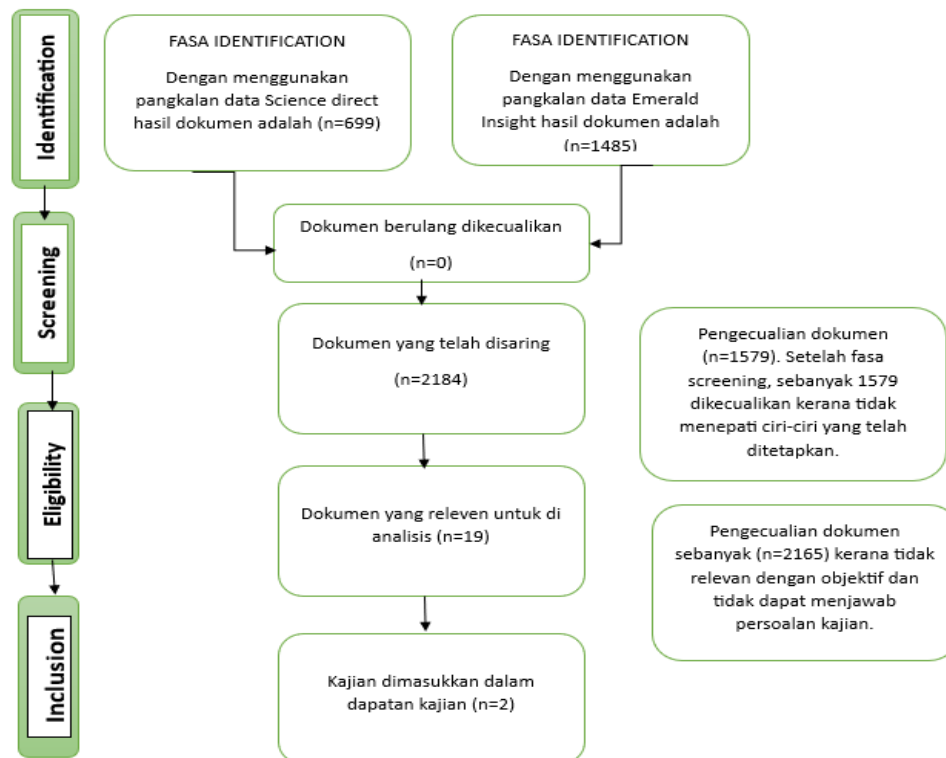 Identification
FASA IDENTIFICATION
Dengan menggunakan
pangkalan data Science direct
hasil dokumen adalah (n=699)
FASA IDENTIFICATION
Dengan menggunakan
pangkalan data Emerald
Insight hasil dokumen adalah
(n=1485)
Screening
Dokumen berulang dikecualikan
(n=0)
Dokumen yang telah disaring
(n=2184)
Pengecualian dokumen
(n=1579). Setelah fasa
screening, sebanyak 1579
dikecualikan kerana tidak
menepati ciri-ciri yang telah
ditetapkan.
Eligibility
Dokumen yang releven untuk di
analisis (n=19)
Pengecualian dokumen
sebanyak (n=2165) kerana tidak
relevan dengan objektif dan
tidak dapat menjawab
persoalan kajian.
Inclusion
Kajian dimasukkan dalam
dapatan kajian (n=2)